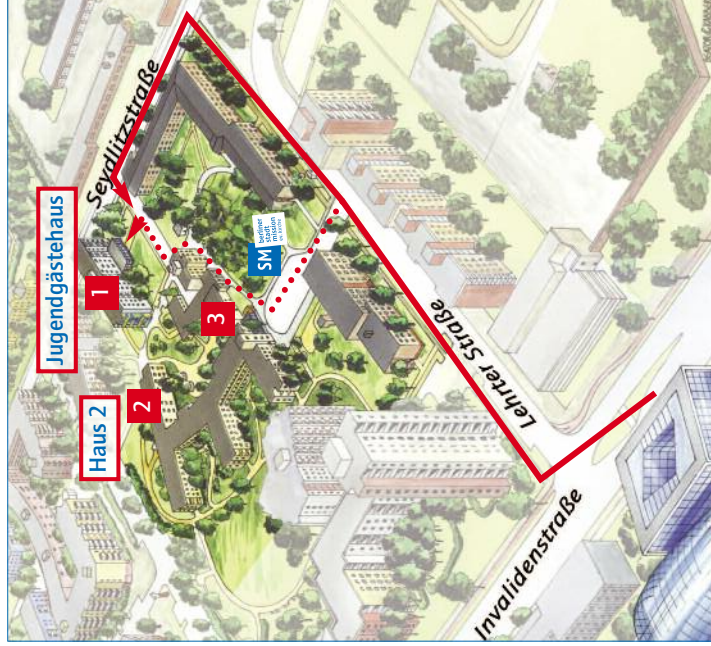 Jugendgästehaus
Haus 2
Seydlitzstraße
1
2
3
SM
berliner
stadt
mission
Lehrter Straße
Invalidenstraße